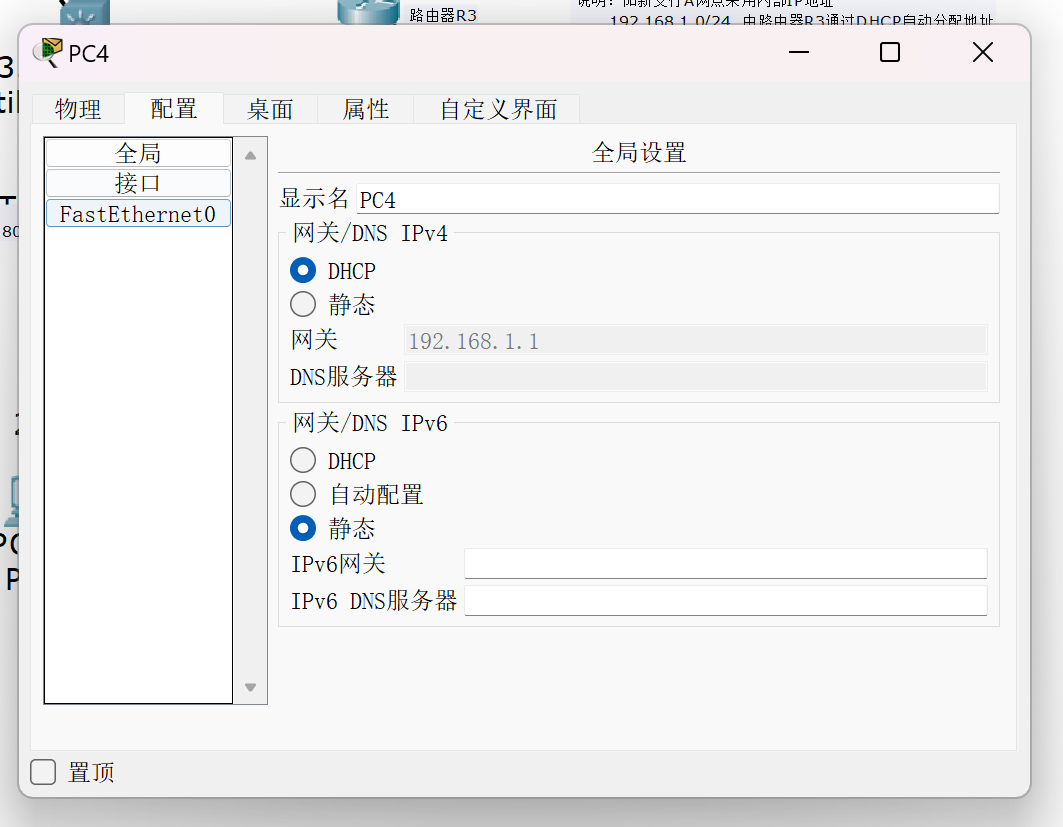 路由器R3
192.168.1.0/24，由路由器R3通过DHCP自动分配地址
PC4
物理 配置 桌面 属性 自定义界面
全局
接口
FastEthernet0
全局设置
显示名 PC4
网关/DNS IPv4
DHCP
静态
网关 192.168.1.1
DNS服务器
网关/DNS IPv6
DHCP
自动配置
静态
IPv6网关
IPv6 DNS服务器
置顶